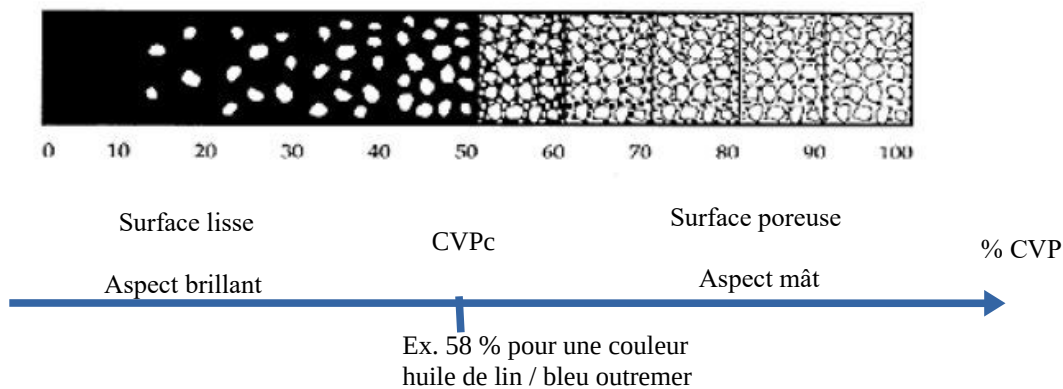 0 10 20 30 40 50 60 70 80 90 100
Surface lisse
Surface poreuse
CVPc
% CVP
Aspect brillant
Aspect mât
Ex. 58 % pour une couleur
huile de lin / bleu outremer